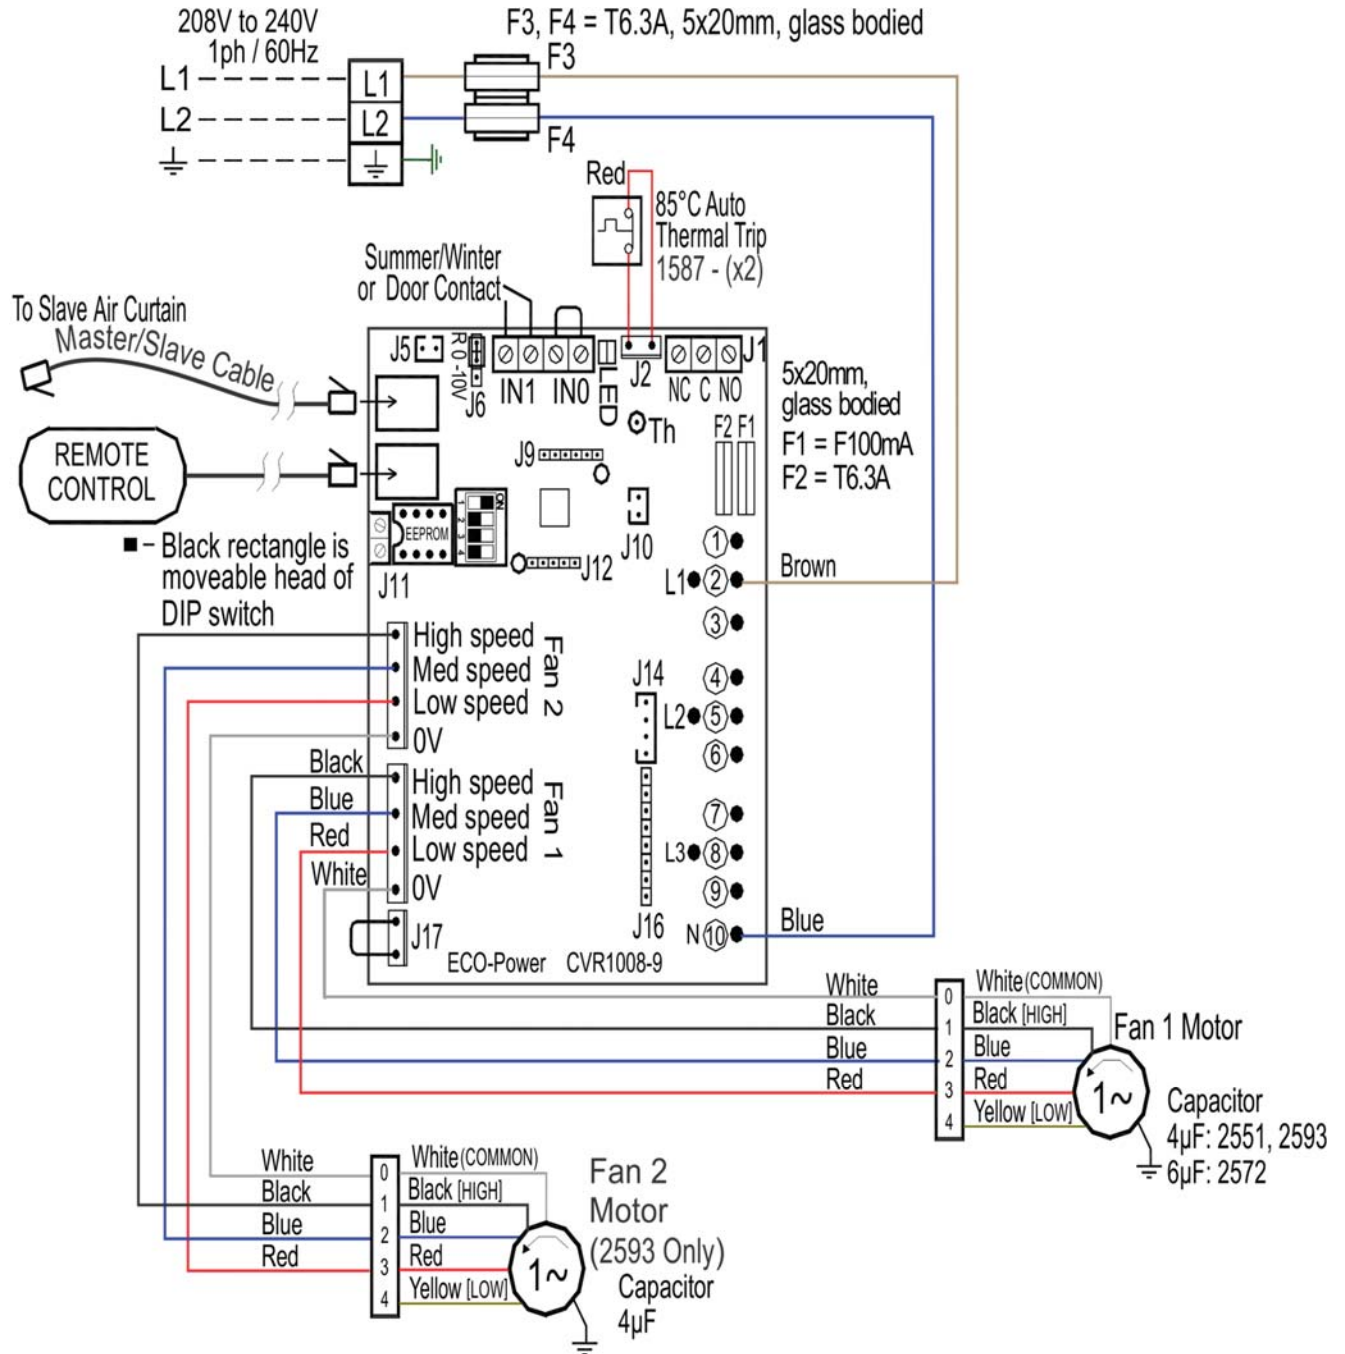 208V to 240V
1ph / 60Hz
F3, F4 = T6.3A, 5x20mm, glass bodied
L1
L1
F3
L2
L2
F4
Red
85°C Auto
Thermal Trip
1587 - (x2)
Summer/Winter
or Door Contact
To Slave Air Curtain
Master/Slave Cable
J5
R 0 -10V
J6
IN1
IN0
LED
J2
NC C NO
J1
Th
5x20mm,
glass bodied
F1 = F100mA
F2 = T6.3A
F2 F1
REMOTE
CONTROL
J9
J10
EEPROM
ON
1
2
3
4
J12
J11
■ – Black rectangle is
moveable head of
DIP switch
1
L1 2
Brown
3
4
L2 5
6
7
L3 8
9
N 10
Blue
J14
J16
High speed
Med speed
Low speed
0V
Fan 2
Black
Blue
Red
White
High speed
Med speed
Low speed
0V
Fan 1
J17
ECO-Power CVR1008-9
White
Black
Blue
Red
0
1
2
3
4
White (COMMON)
Black [HIGH]
Blue
Red
Yellow [LOW]
1~
Fan 1 Motor
Capacitor
4µF: 2551, 2593
6µF: 2572
White
Black
Blue
Red
0
1
2
3
4
White (COMMON)
Black [HIGH]
Blue
Red
Yellow [LOW]
1~
Fan 2
Motor
(2593 Only)
Capacitor
4µF